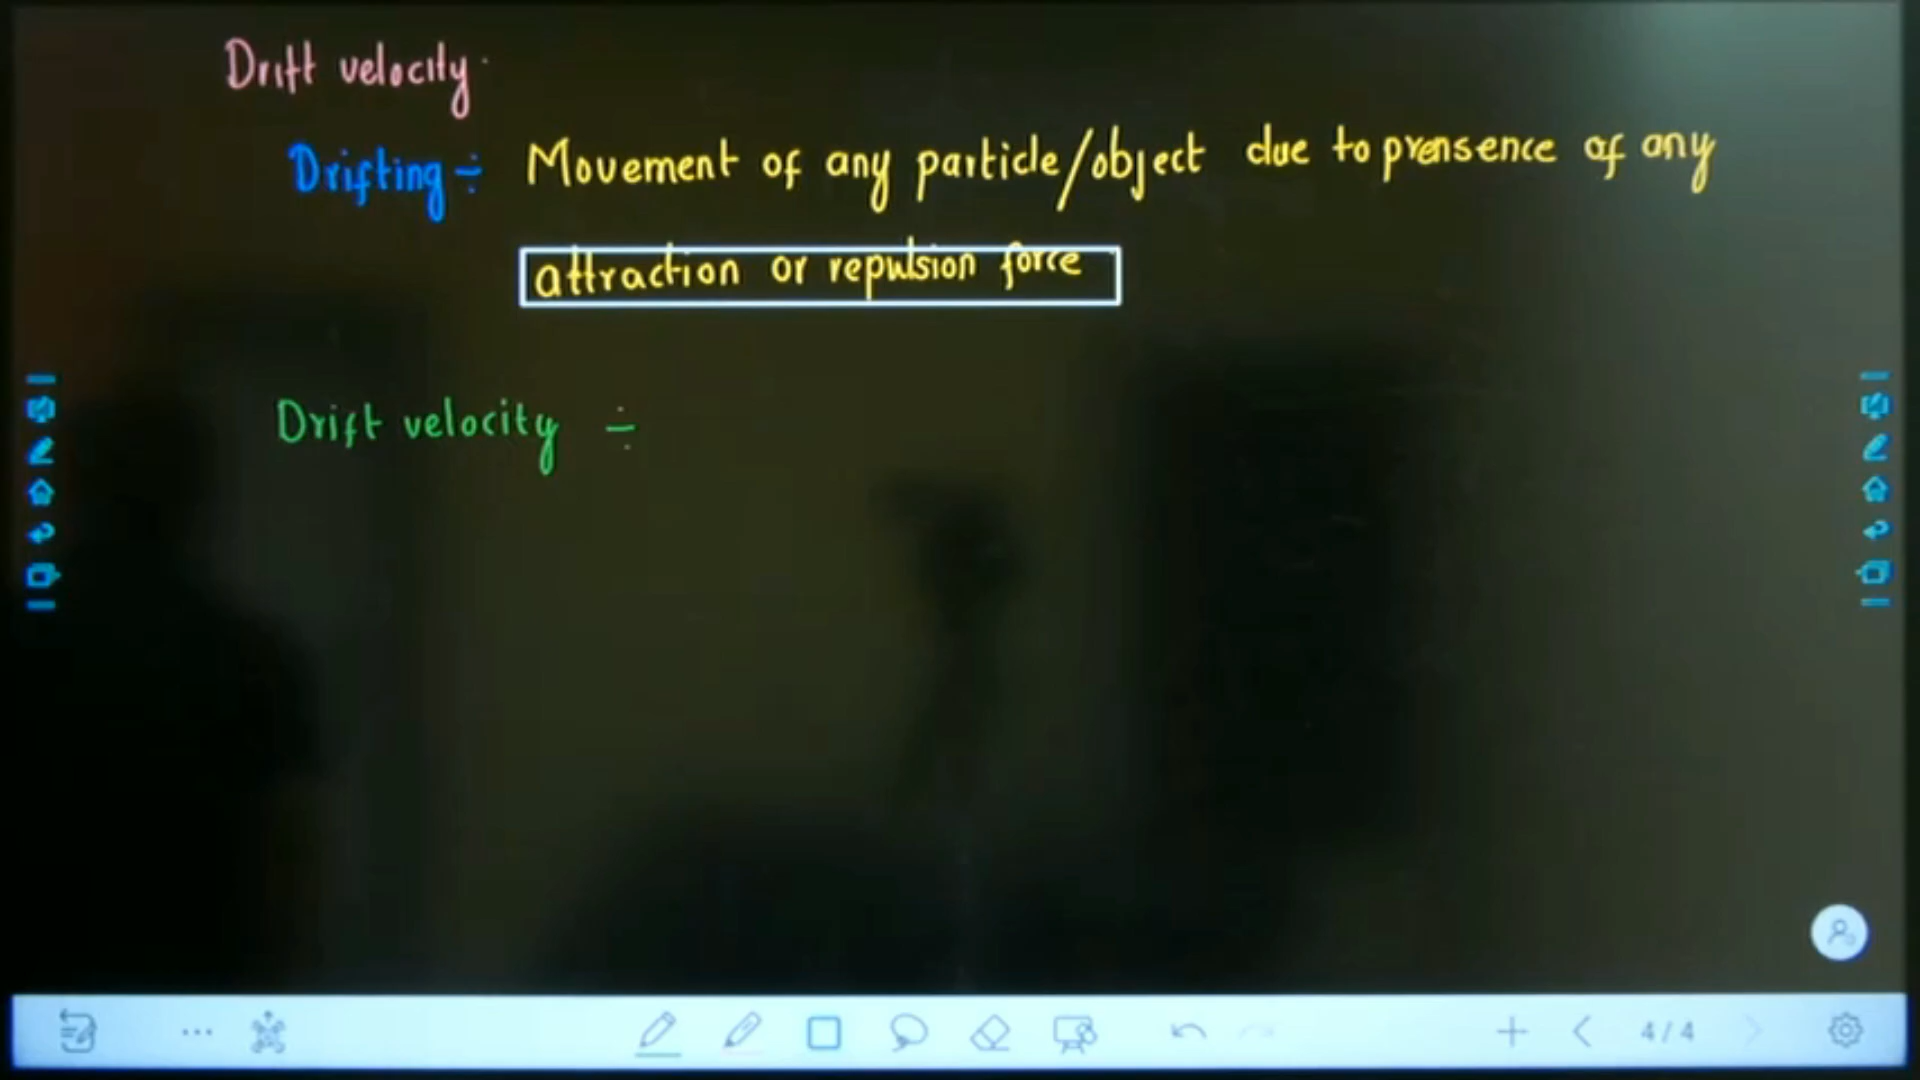 Drift velocity
Drifting ÷ Movement of any particle/object due to prensence of any
attraction or repulsion force
Drift velocity ÷
4/4